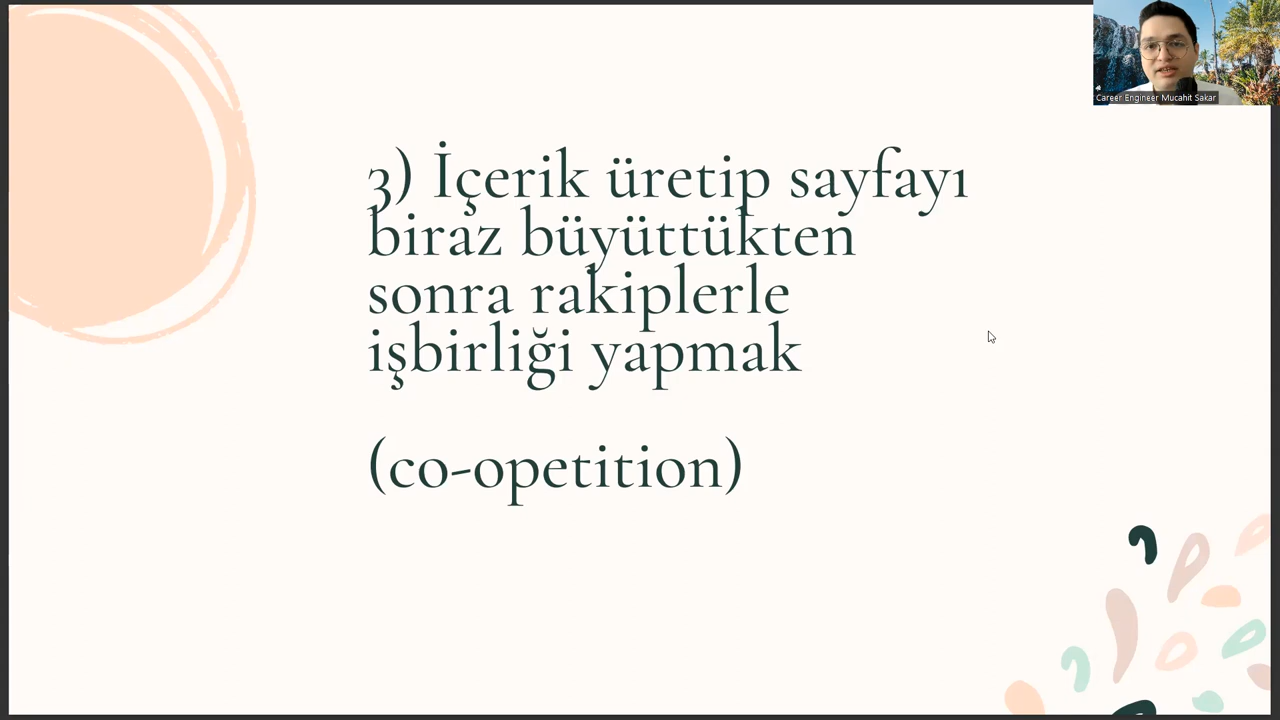 Career Engineer Mucahit Sakar
3) İçerik üretip sayfayı
biraz büyüttükten
sonra rakiplerle
işbirliği yapmak
(co-opetition)